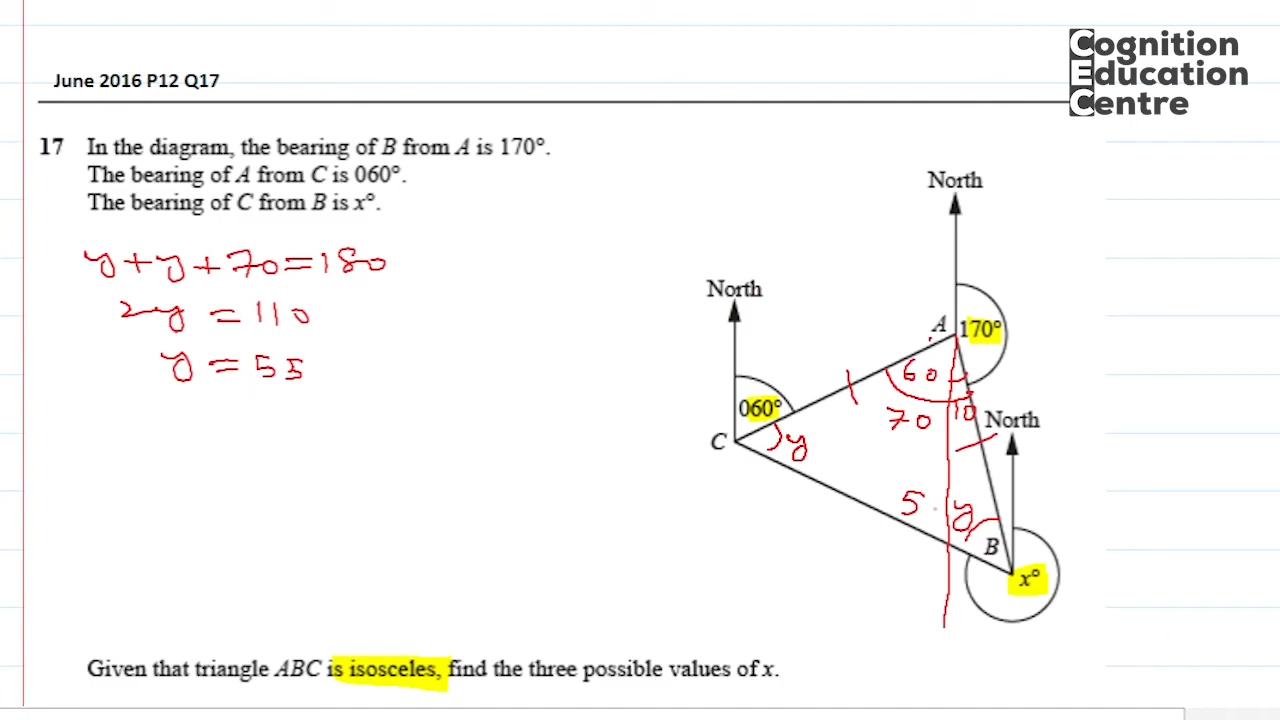 Cognition
Education
Centre
June 2016 P12 Q17
17 In the diagram, the bearing of B from A is 170°.
The bearing of A from C is 060°.
The bearing of C from B is x°.
y + y + 70 = 180
2y = 110
y = 55
North
North
A 170°
60
060°
70 10
North
C
y
5 y
B
x°
Given that triangle ABC is isosceles, find the three possible values of x.